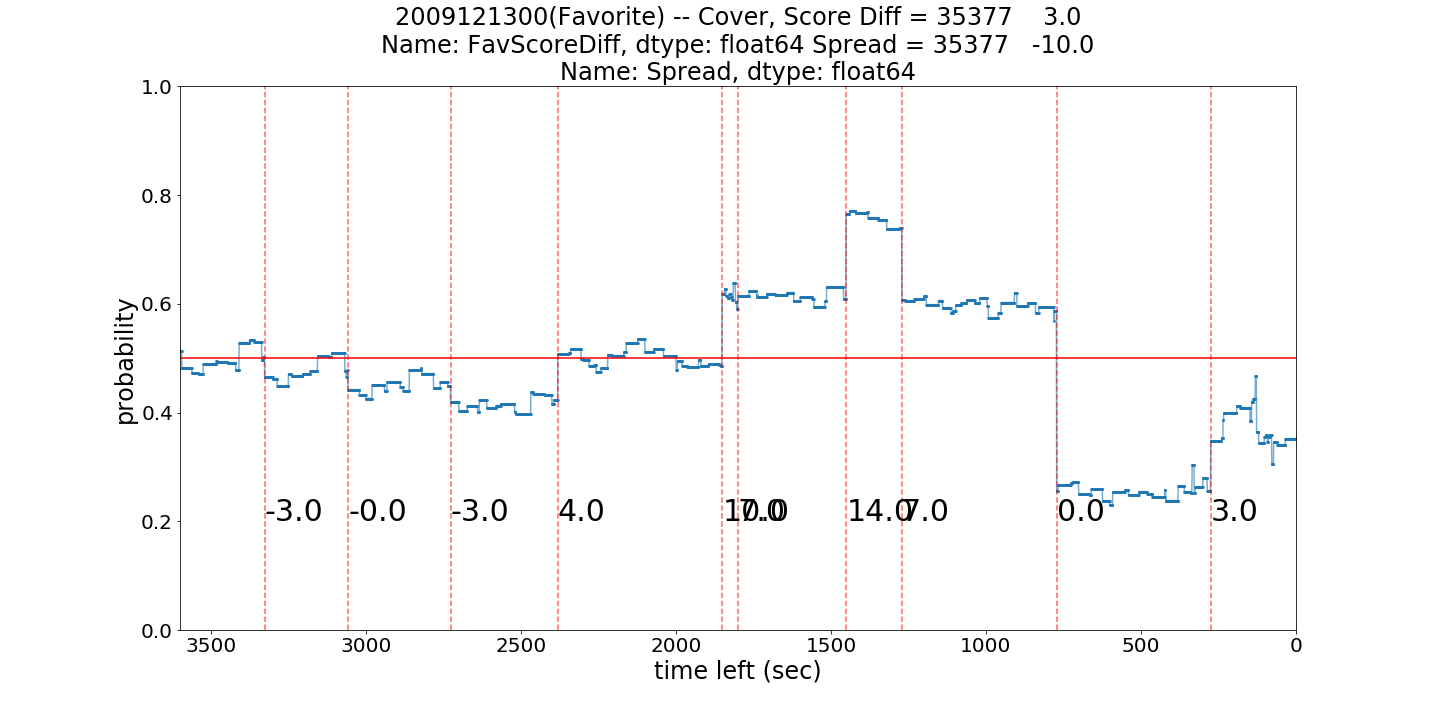 2009121300(Favorite) -- Cover, Score Diff = 35377    3.0
Name: FavScoreDiff, dtype: float64 Spread = 35377   -10.0
Name: Spread, dtype: float64
1.0
0.8
0.6
0.4
0.2
0.0
probability
-3.0 -0.0 -3.0 4.0 14.0 7.0 0.0 3.0
3500 3000 2500 2000 1500 1000 500 0
time left (sec)